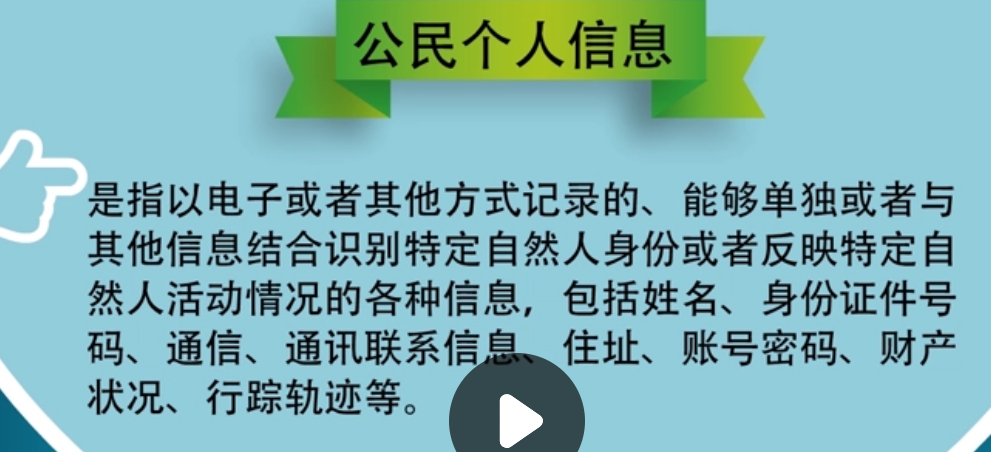 公民个人信息
是指以电子或者其他方式记录的、能够单独或者与
其他信息结合识别特定自然人身份或者反映特定自
然人活动情况的各种信息,包括姓名、身份证件号
码、通信、通讯联系信息、住址、账号密码、财产
状况、行踪轨迹等。